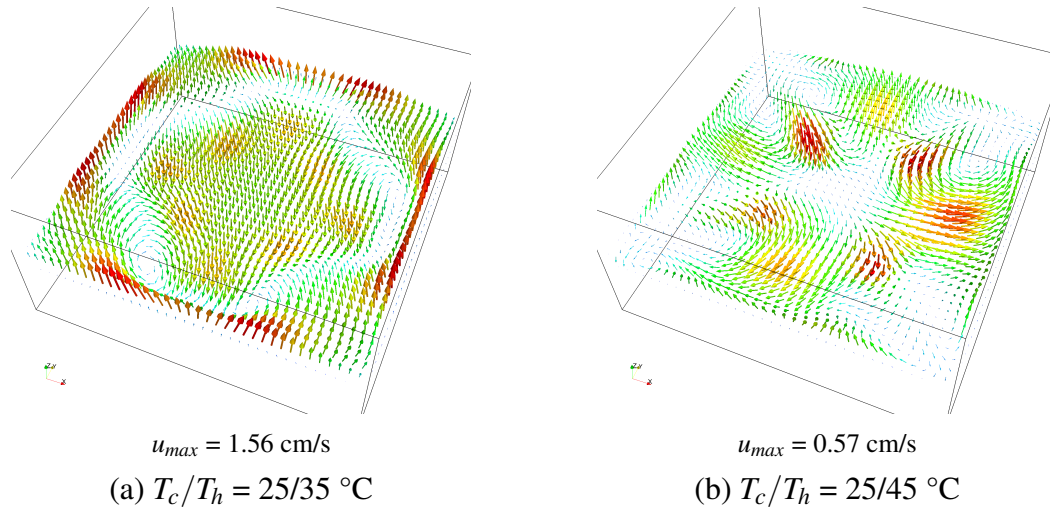 u_max = 1.56 cm/s
u_max = 0.57 cm/s
(a) T_c/T_h = 25/35 °C
(b) T_c/T_h = 25/45 °C